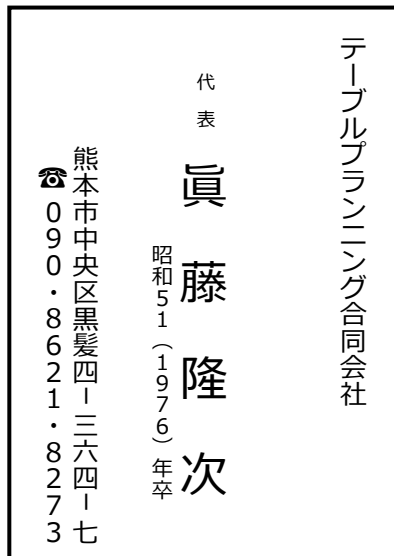 テーブルプランニング合同会社
代表 眞藤隆次
昭和51（1976）年卒
熊本市中央区黒髪四－三六四－七
☎090・8621・8273